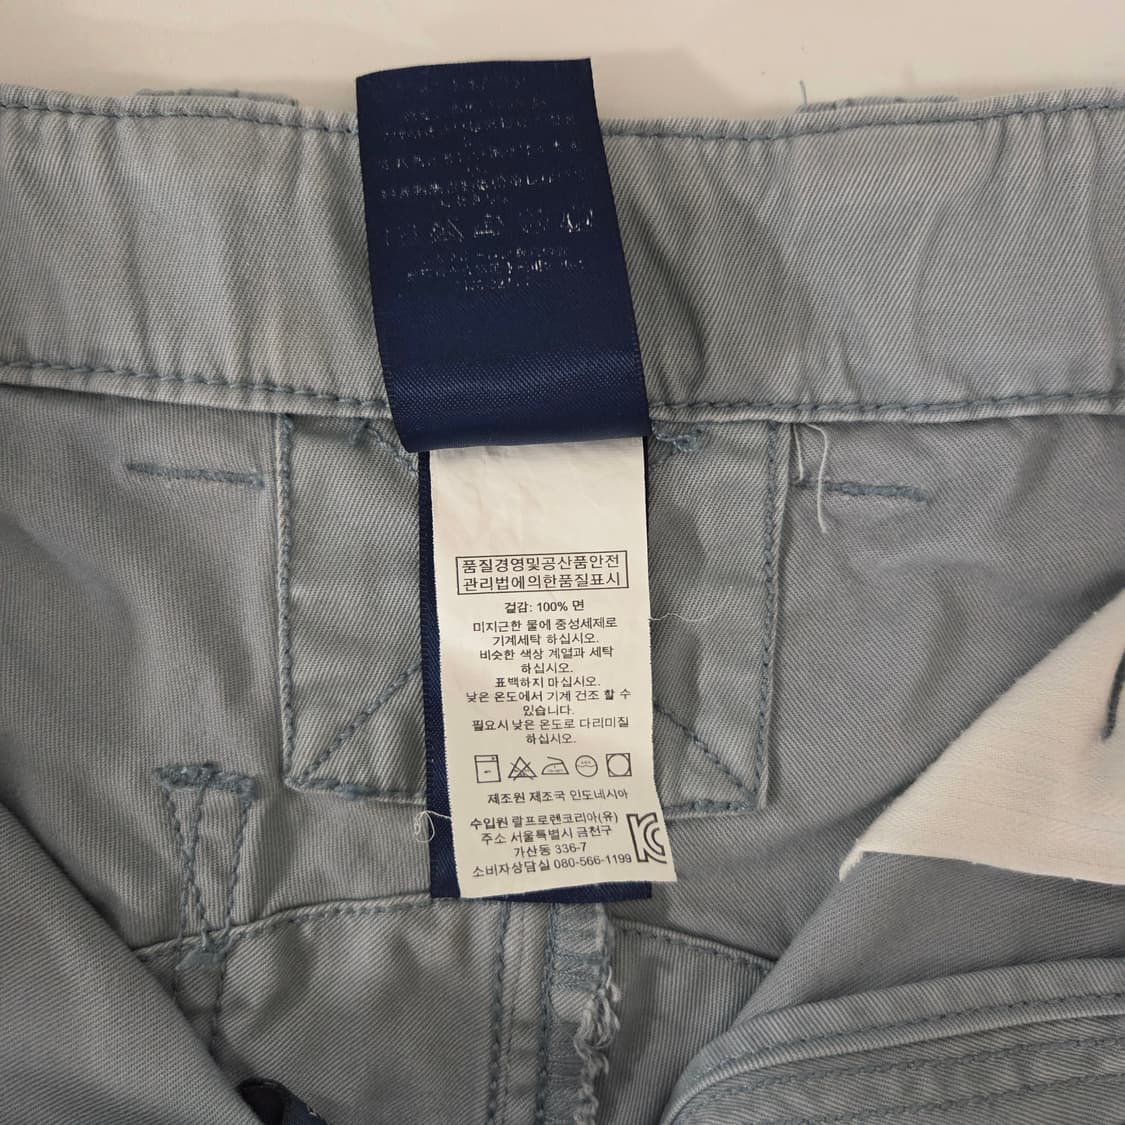 품질경영및공산품안전
관리법에의한품질표시
겉감: 100% 면
미지근한 물에 중성세제로
기계세탁 하십시오.
비슷한 색상 계열과 세탁
하십시오.
표백하지 마십시오.
낮은 온도에서 기계 건조 할 수
있습니다.
필요시 낮은 온도로 다리미질
하십시오.
제조원 제조국 인도네시아
수입원 랄프로렌코리아(유)
주소 서울특별시 금천구
가산동 336-7
소비자상담실 080-566-1199